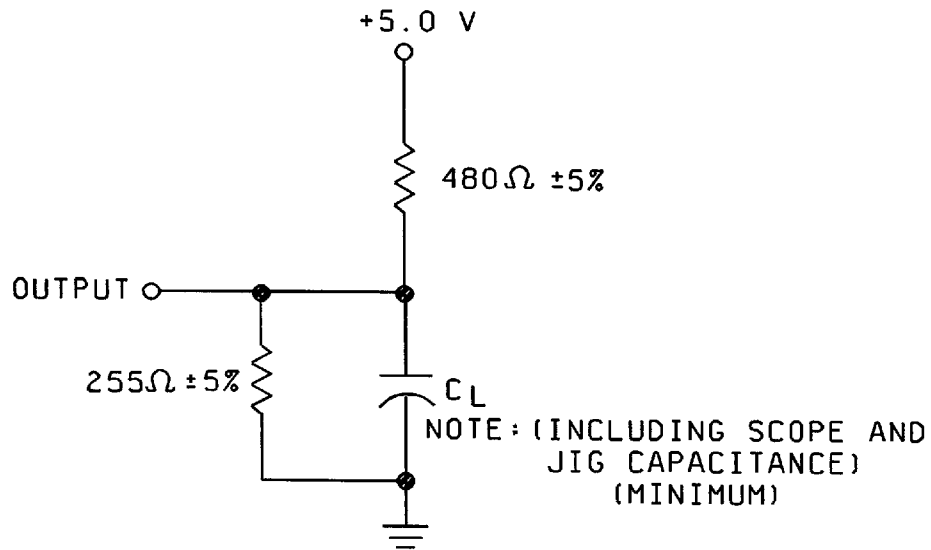 +5.0 V
480Ω ±5%
OUTPUT
255Ω ±5%
CL
NOTE: (INCLUDING SCOPE AND
JIG CAPACITANCE)
(MINIMUM)